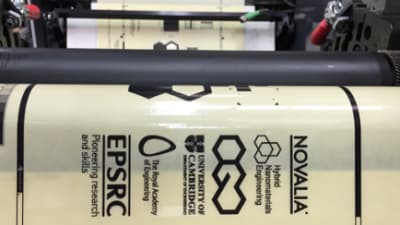 NOVALIA
Hybrid
Nanomaterials
Engineering
UNIVERSITY OF
CAMBRIDGE
The Royal Academy
of Engineering
EPSRC
Pioneering research
and skills